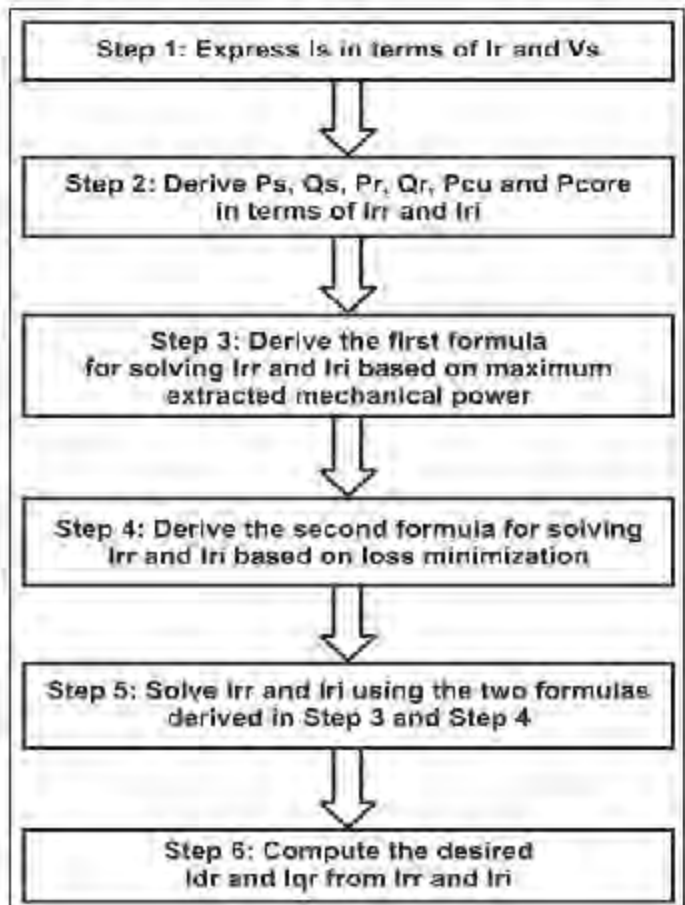 Step 1: Express Is in terms of Ir and Vs
Step 2: Derive Ps, Qs, Pr, Qr, Pcu and Pcore
in terms of Irr and Iri
Step 3: Derive the first formula
for solving Irr and Iri based on maximum
extracted mechanical power
Step 4: Derive the second formula for solving
Irr and Iri based on loss minimization
Step 5: Solve Irr and Iri using the two formulas
derived in Step 3 and Step 4
Step 6: Compute the desired
Idr and Iqr from Irr and Iri